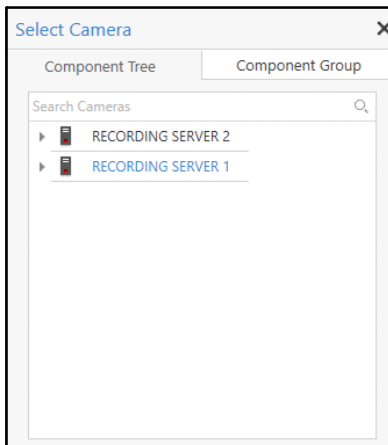 Select Camera
Component Tree
Component Group
Search Cameras
RECORDING SERVER 2
RECORDING SERVER 1